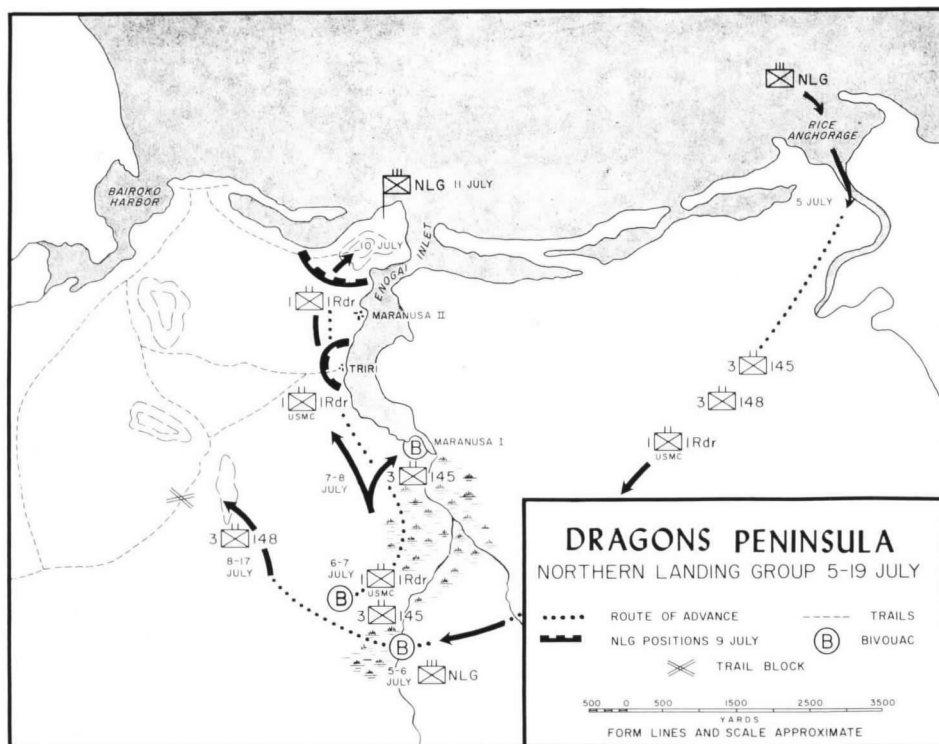 NLG
RICE
ANCHORAGE
BAIROKO
HARBOR
NLG 11 JULY
5 JULY
10 JULY
ENOGAI INLET
1 1Rdr
MARANUSA II
TRIRI
3 145
1 1Rdr
USMC
3 148
1 1Rdr
USMC
MARANUSA I
B
3 145
7-8
JULY
3 148
8-17
JULY
6-7
JULY
1 1Rdr
USMC
B
3 145
B
5-6
JULY
NLG
DRAGONS PENINSULA
NORTHERN LANDING GROUP 5-19 JULY
ROUTE OF ADVANCE
TRAILS
NLG POSITIONS 9 JULY
B BIVOUAC
TRAIL BLOCK
500 0 500 1500 2500 3500
YARDS
FORM LINES AND SCALE APPROXIMATE